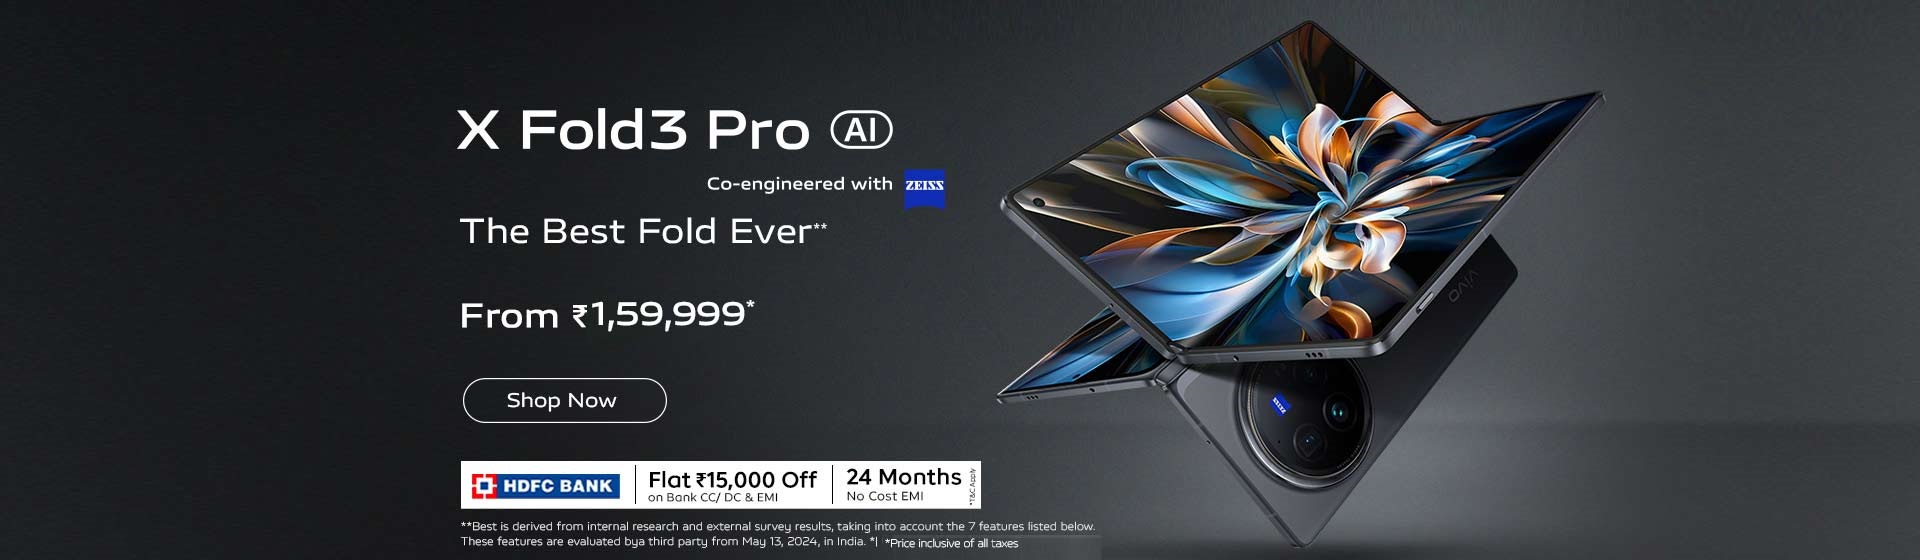 X Fold3 Pro AI
Co-engineered with ZEISS
The Best Fold Ever**
From ₹1,59,999*
Shop Now
HDFC BANK
Flat ₹15,000 Off
on Bank CC/ DC & EMI
24 Months
No Cost EMI
*T&C Apply
**Best is derived from internal research and external survey results, taking into account the 7 features listed below.
These features are evaluated bya third party from May 13, 2024, in India. *| *Price inclusive of all taxes
vivo
ZEISS